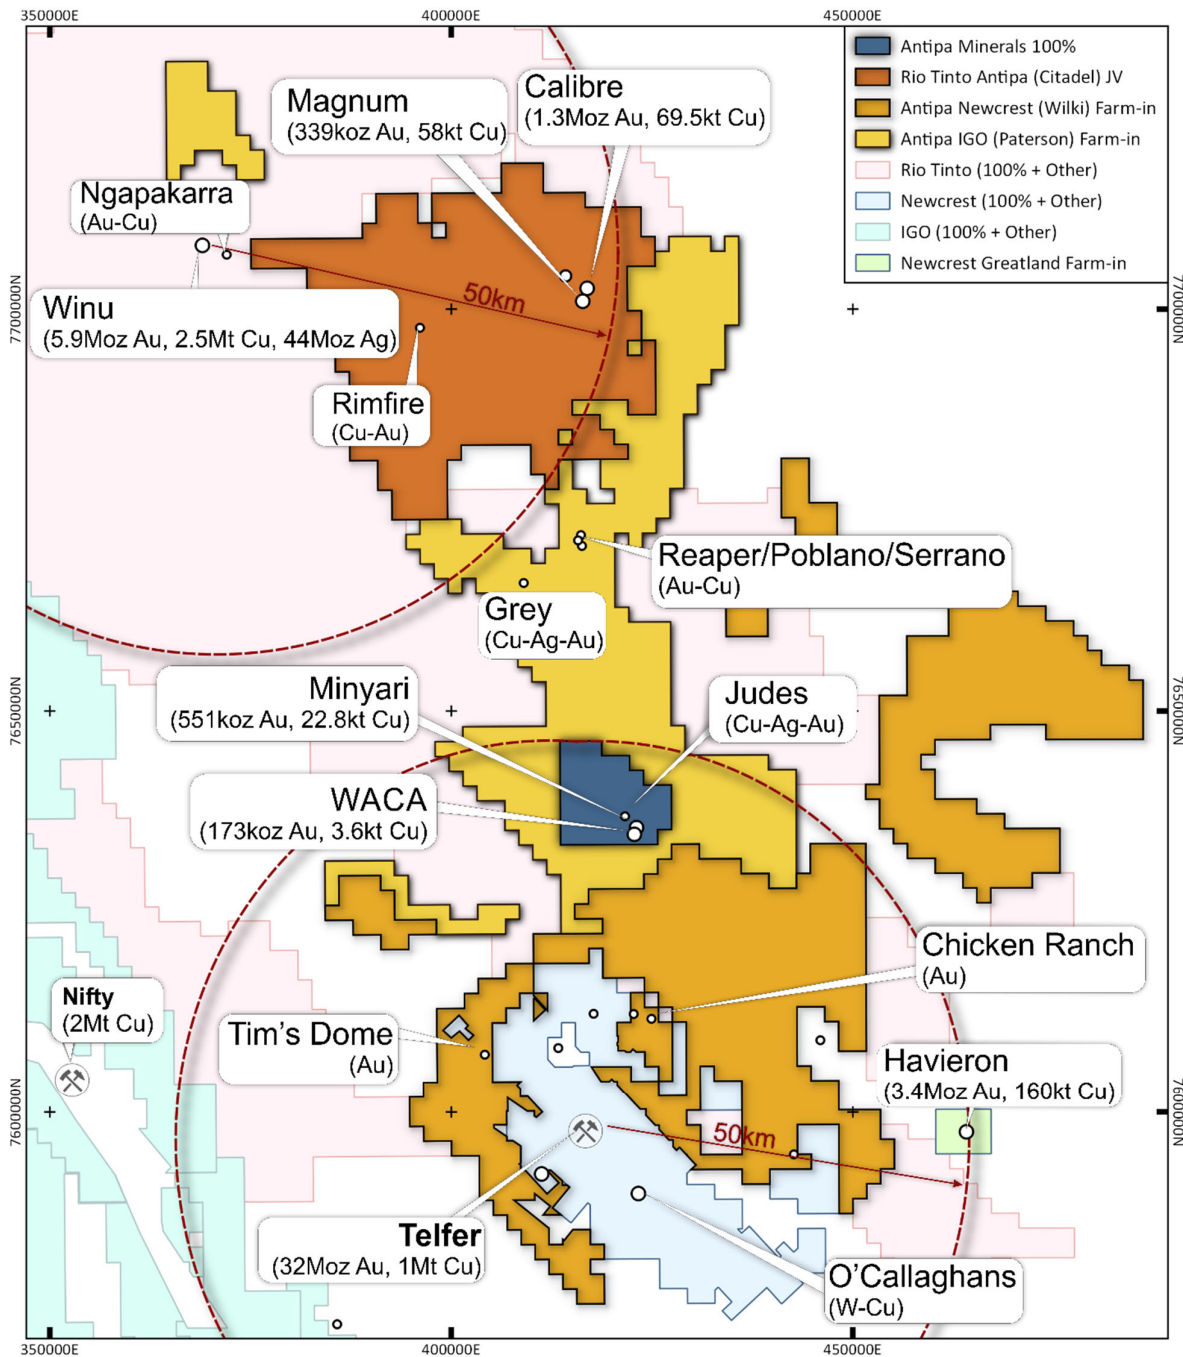 350000E
400000E
450000E
Antipa Minerals 100%
Rio Tinto Antipa (Citadel) JV
Antipa Newcrest (Wilki) Farm-in
Antipa IGO (Paterson) Farm-in
Rio Tinto (100% + Other)
Newcrest (100% + Other)
IGO (100% + Other)
Newcrest Greatland Farm-in
Calibre
(1.3Moz Au, 69.5kt Cu)
Magnum
(339koz Au, 58kt Cu)
Ngapakarra
(Au-Cu)
7700000N
7700000N
50km
Winu
(5.9Moz Au, 2.5Mt Cu, 44Moz Ag)
Rimfire
(Cu-Au)
Reaper/Poblano/Serrano
(Au-Cu)
Grey
(Cu-Ag-Au)
Minyari
(551koz Au, 22.8kt Cu)
Judes
(Cu-Ag-Au)
7650000N
7650000N
WACA
(173koz Au, 3.6kt Cu)
Chicken Ranch
(Au)
Nifty
(2Mt Cu)
Tim's Dome
(Au)
Havieron
(3.4Moz Au, 160kt Cu)
7600000N
7600000N
50km
Telfer
(32Moz Au, 1Mt Cu)
O'Callaghans
(W-Cu)
350000E
400000E
450000E